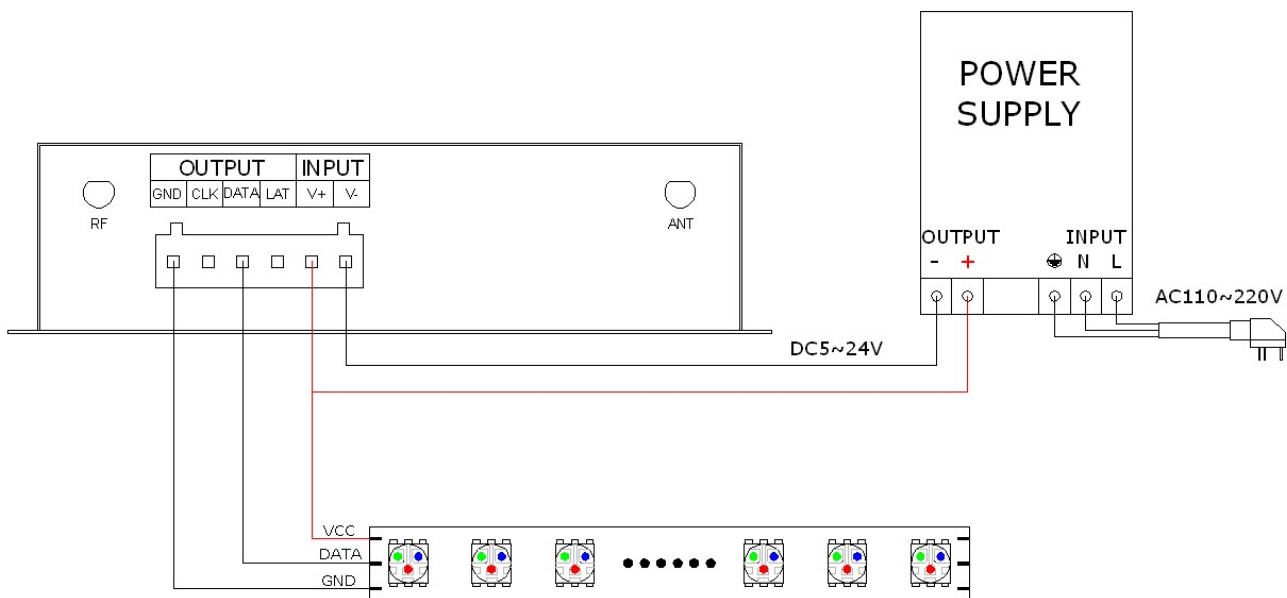 POWER
SUPPLY
OUTPUT INPUT
GND CLK DATA LAT V+ V-
RF
ANT
OUTPUT INPUT
- + N L
AC110~220V
DC5~24V
VCC
DATA
GND